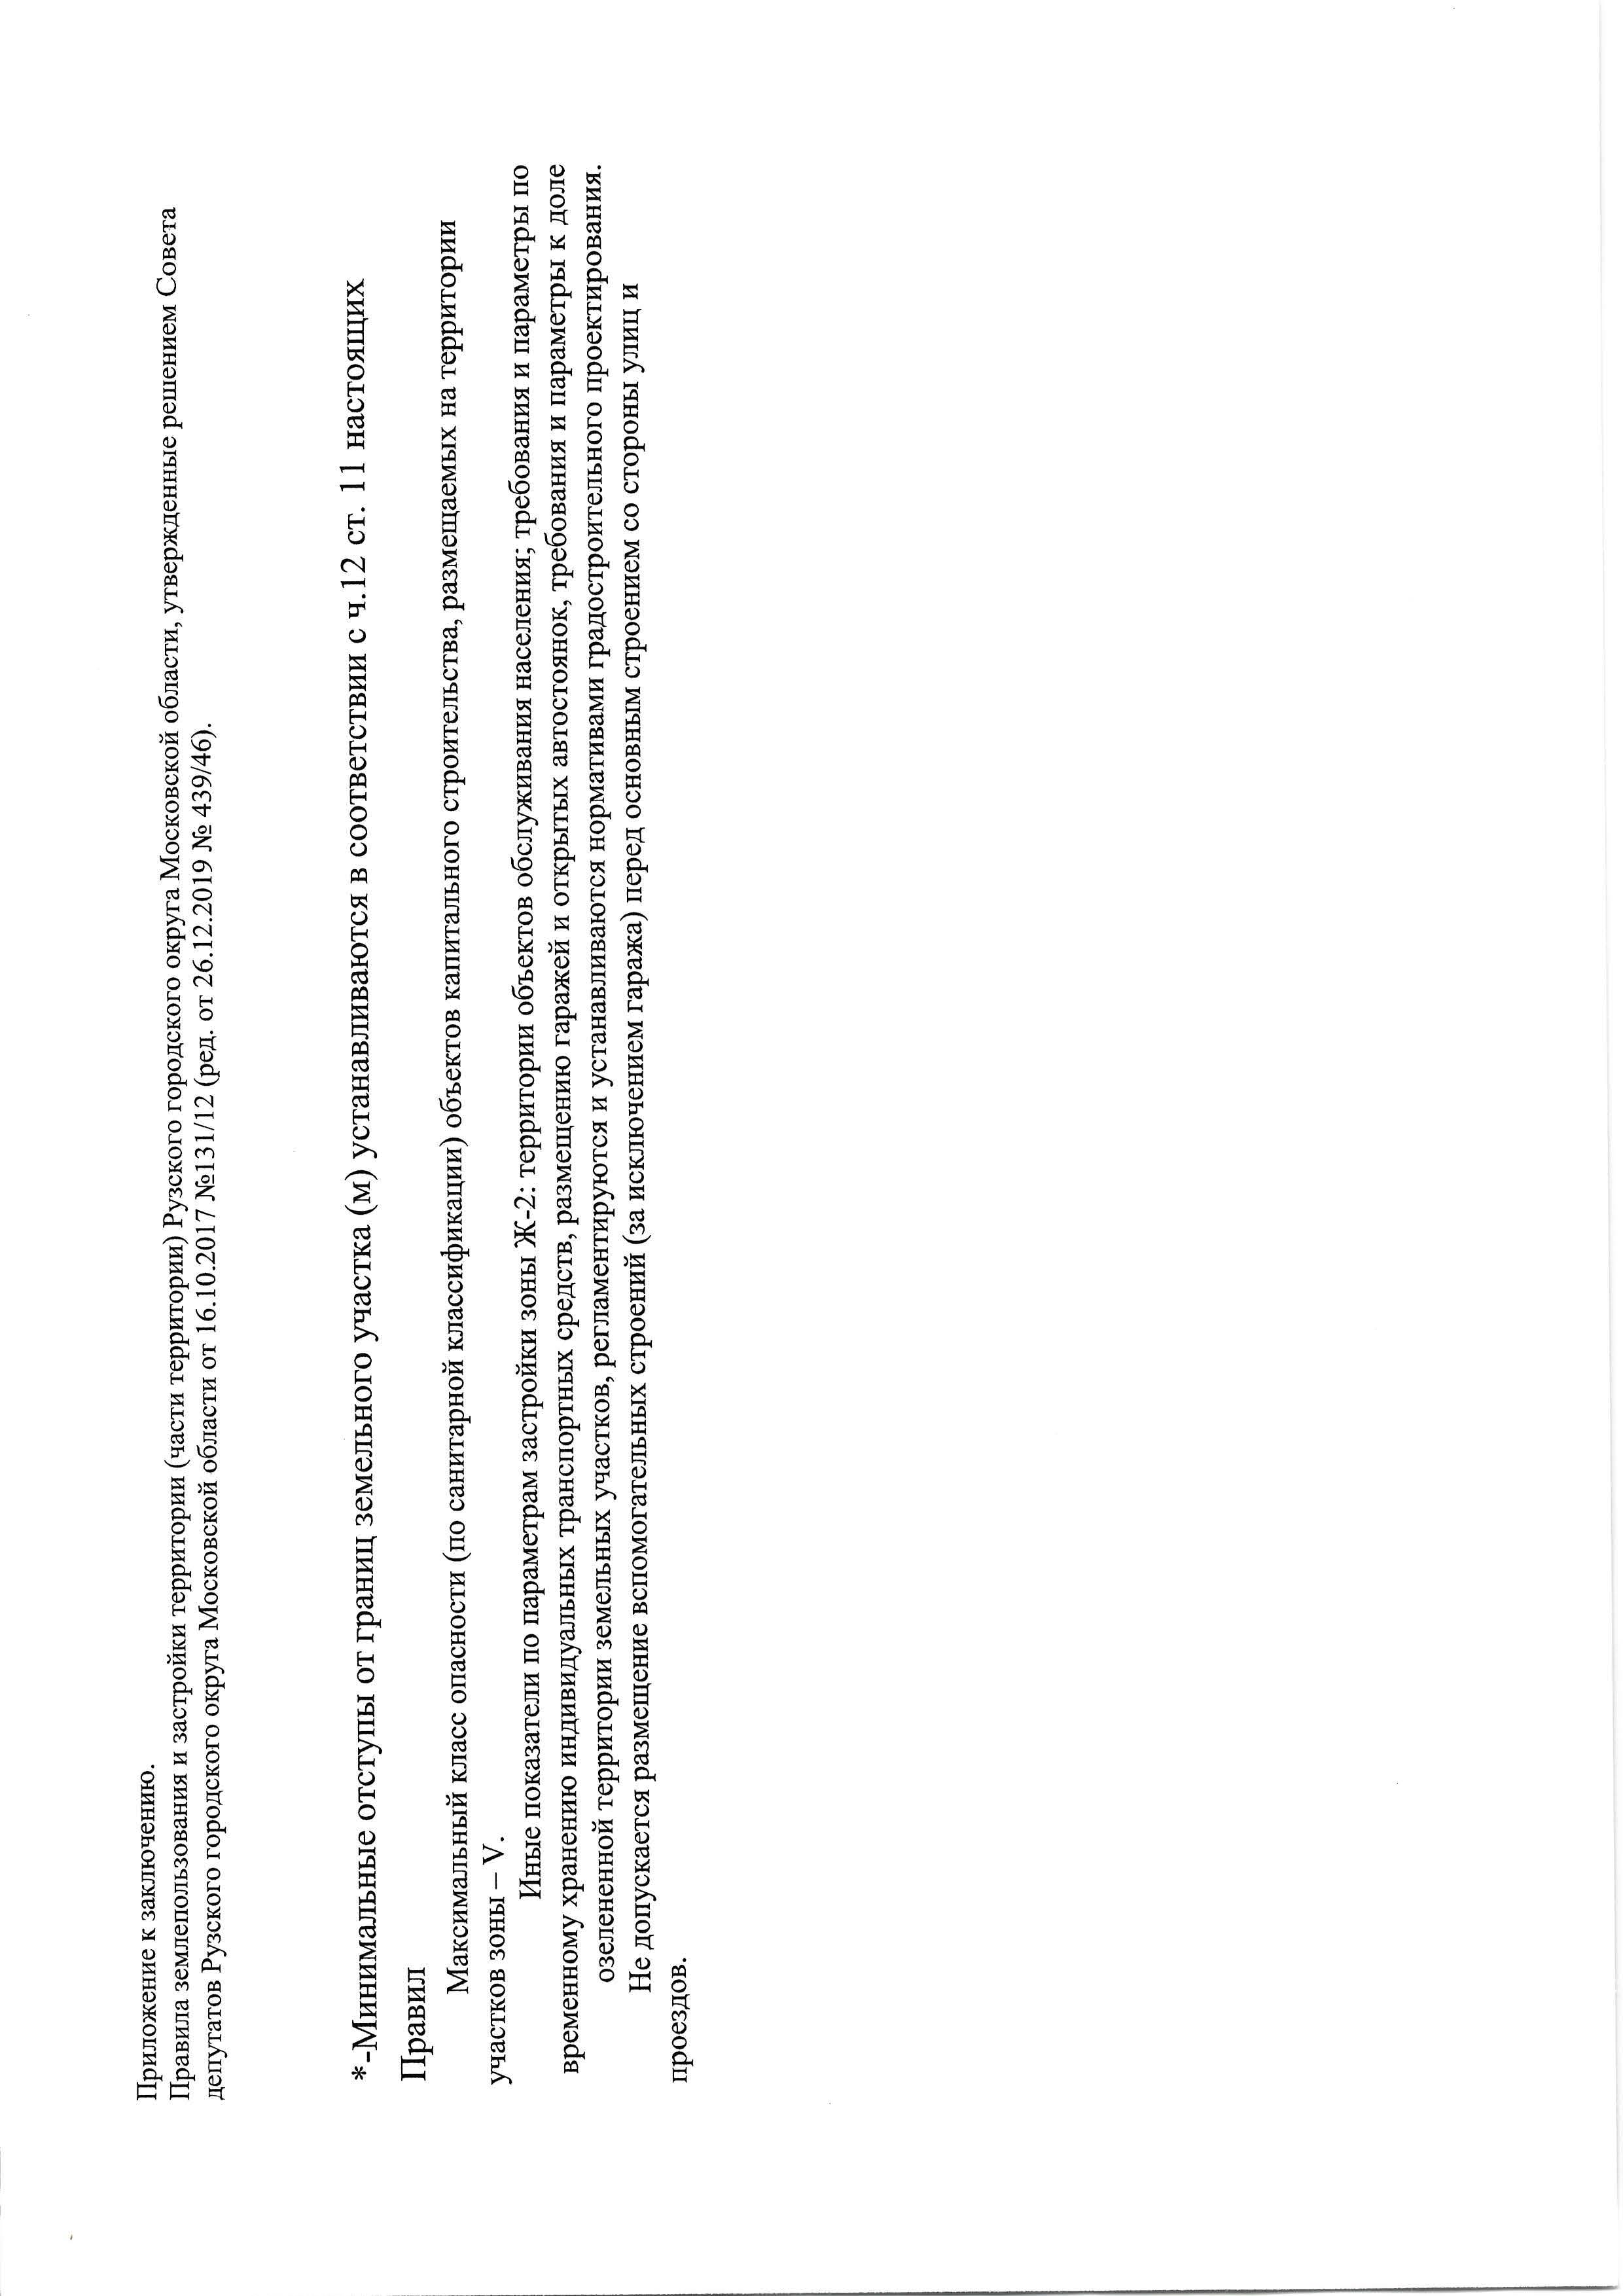 Приложение к заключению.
Правила землепользования и застройки территории (части территории) Рузского городского округа Московской области, утвержденные решением Совета
депутатов Рузского городского округа Московской области от 16.10.2017 №131/12 (ред. от 26.12.2019 № 439/46).
*-Минимальные отступы от границ земельного участка (м) устанавливаются в соответствии с ч.12 ст. 11 настоящих
Правил
Максимальный класс опасности (по санитарной классификации) объектов капитального строительства, размещаемых на территории
участков зоны – V.
Иные показатели по параметрам застройки зоны Ж-2: территории объектов обслуживания населения; требования и параметры по
временному хранению индивидуальных транспортных средств, размещению гаражей и открытых автостоянок, требования и параметры к доле
озелененной территории земельных участков, регламентируются и устанавливаются нормативами градостроительного проектирования.
Не допускается размещение вспомогательных строений (за исключением гаража) перед основным строением со стороны улиц и
проездов.